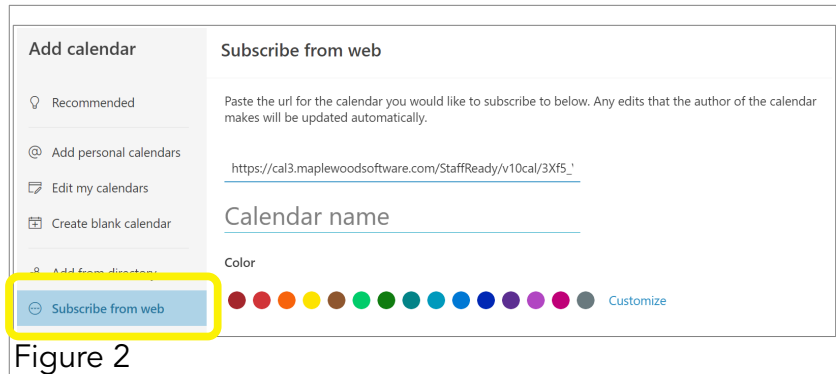 Add calendar
Recommended
Add personal calendars
Edit my calendars
Create blank calendar
Add from directory
Subscribe from web
Subscribe from web
Paste the url for the calendar you would like to subscribe to below. Any edits that the author of the calendar
makes will be updated automatically.
https://cal3.maplewoodsoftware.com/StaffReady/v10cal/3Xf5_'
Calendar name
Color
Customize
Figure 2